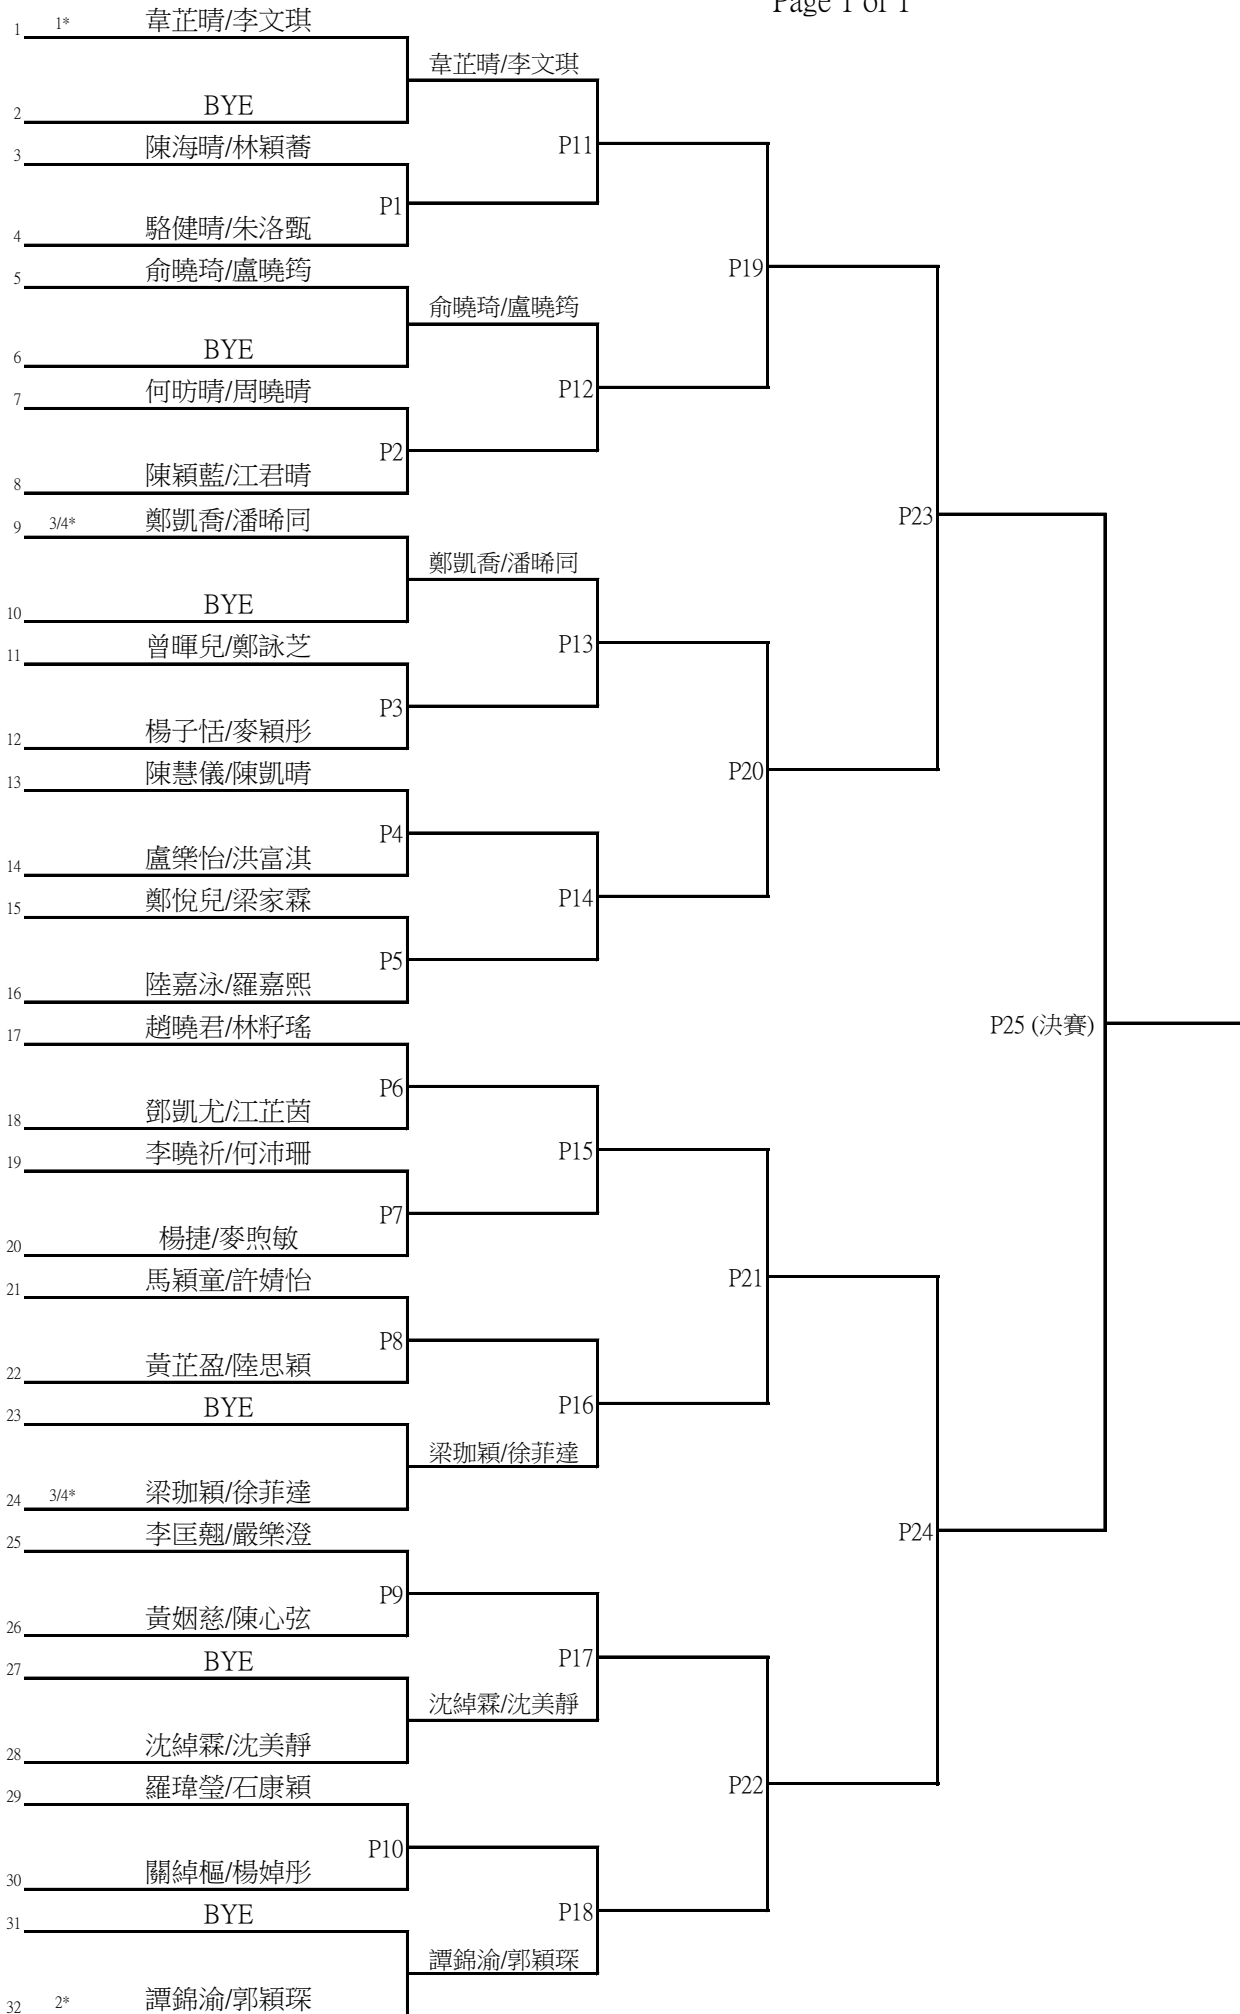 Page 1 of 1
1 1* 韋芷晴/李文琪
韋芷晴/李文琪
2 BYE
3 陳海晴/林穎蕎
P11
P1
4 駱健晴/朱洛甄
P19
5 俞曉琦/盧曉筠
俞曉琦/盧曉筠
6 BYE
7 何昉晴/周曉晴
P12
P2
8 陳穎藍/江君晴
9 3/4* 鄭凱喬/潘晞同
P23
鄭凱喬/潘晞同
10 BYE
11 曾暉兒/鄭詠芝
P13
P3
12 楊子恬/麥穎彤
13 陳慧儀/陳凱晴
P20
P4
14 盧樂怡/洪富淇
15 鄭悅兒/梁家霖
P14
P5
16 陸嘉泳/羅嘉熙
17 趙曉君/林籽瑤
P25 (決賽)
P6
18 鄧凱尤/江芷茵
19 李曉祈/何沛珊
P15
P7
20 楊捷/麥煦敏
21 馬穎童/許婧怡
P21
P8
22 黃芷盈/陸思穎
23 BYE
P16
梁珈穎/徐菲達
24 3/4* 梁珈穎/徐菲達
25 李匡翹/嚴樂澄
P24
P9
26 黃姻慈/陳心弦
27 BYE
P17
沈綽霖/沈美靜
28 沈綽霖/沈美靜
29 羅瑋瑩/石康穎
P22
P10
30 關綽樞/楊婥彤
31 BYE
P18
譚錦渝/郭穎琛
32 2* 譚錦渝/郭穎琛